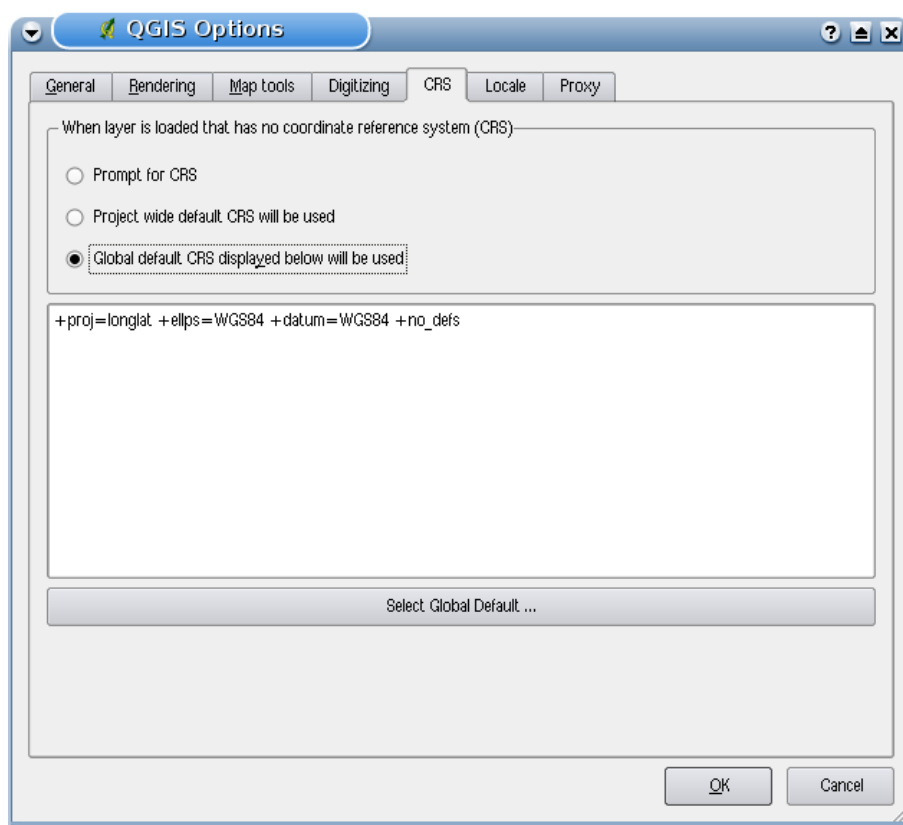 QGIS Options
General Rendering Map tools Digitizing CRS Locale Proxy
When layer is loaded that has no coordinate reference system (CRS)
Prompt for CRS
Project wide default CRS will be used
Global default CRS displayed below will be used
+proj=longlat +ellps=WGS84 +datum=WGS84 +no_defs
Select Global Default ...
OK Cancel